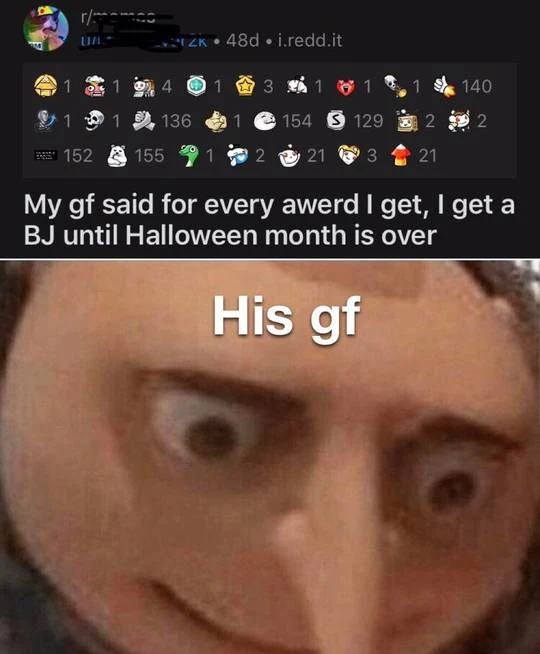 r/
48d • i.redd.it
1 1 4 1 3 1 1 1 140
1 1 136 1 154 S 129 2 2
152 155 1 2 21 3 21
My gf said for every awerd I get, I get a
BJ until Halloween month is over
His gf